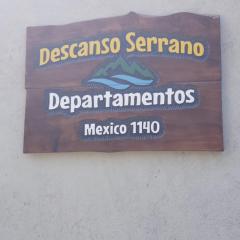 Descanso Serrano
Departamentos
Mexico 1140